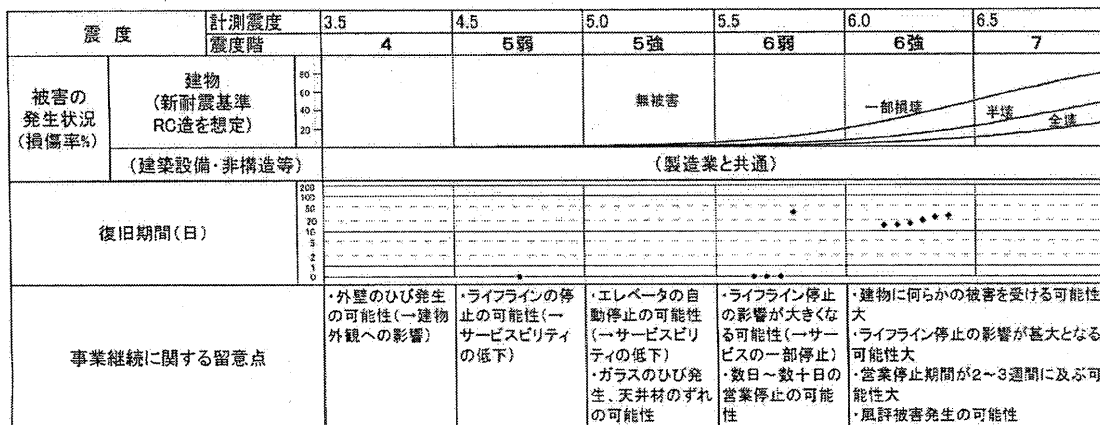 震 度
計測震度
3.5
4.5
5.0
5.5
6.0
6.5
震度階
4
5弱
5強
6弱
6強
7
被害の
発生状況
(損傷率%)
建物
(新耐震基準
RC造を想定)
80
60
40
20
無被害
一部損壊
半壊
全壊
(建築設備・非構造等)
(製造業と共通)
復旧期間(日)
200
100
50
20
10
5
2
1
0
事業継続に関する留意点
・外壁のひび発生
の可能性(→建物
外観への影響)
・ライフラインの停
止の可能性(→
サービスビリティ
の低下)
・エレベータの自
動停止の可能性
(→サービスビリ
ティの低下)
・ガラスのひび発
生、天井材のずれ
の可能性
・ライフライン停止
の影響が大きくな
る可能性(→サー
ビスの一部停止)
・数日~数十日の
営業停止の可能
性
・建物に何らかの被害を受ける可能性
大
・ライフライン停止の影響が甚大となる
可能性大
・営業停止期間が2~3週間に及ぶ可
能性大
・風評被害発生の可能性